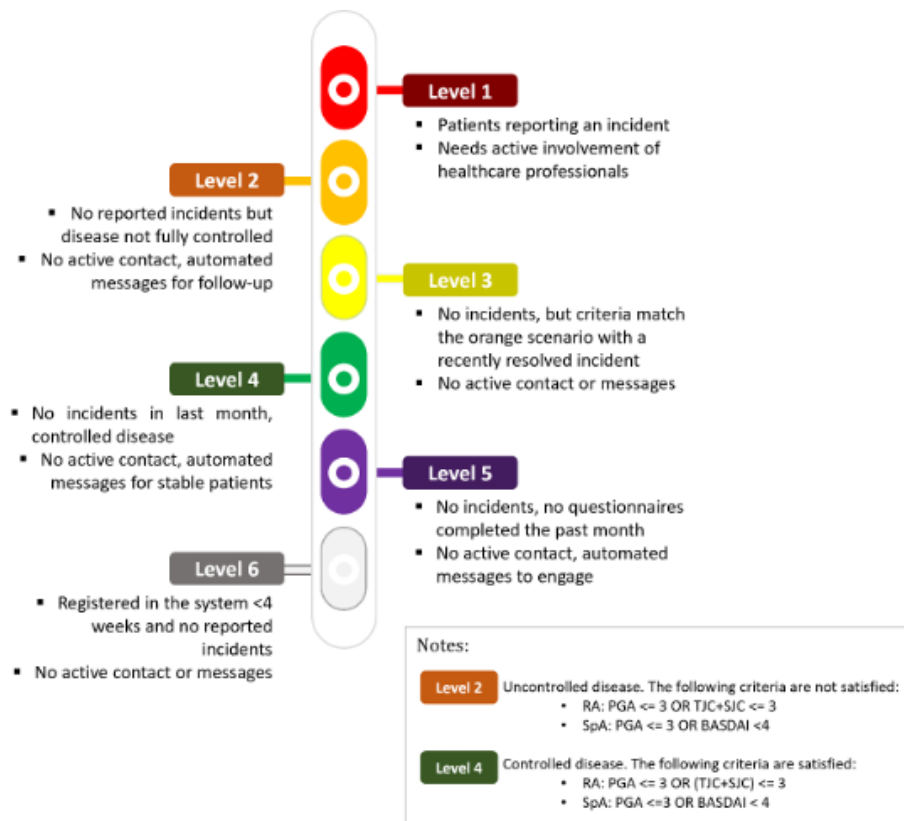 Level 1
▪ Patients reporting an incident
▪ Needs active involvement of
healthcare professionals
Level 2
▪ No reported incidents but
disease not fully controlled
▪ No active contact, automated
messages for follow-up
Level 3
▪ No incidents, but criteria match
the orange scenario with a
recently resolved incident
▪ No active contact or messages
Level 4
▪ No incidents in last month,
controlled disease
▪ No active contact, automated
messages for stable patients
Level 5
▪ No incidents, no questionnaires
completed the past month
▪ No active contact, automated
messages to engage
Level 6
▪ Registered in the system <4
weeks and no reported
incidents
▪ No active contact or messages
Notes:
Level 2 Uncontrolled disease. The following criteria are not satisfied:
• RA: PGA <= 3 OR TJC+SJC <= 3
• SpA: PGA <= 3 OR BASDAI <4
Level 4 Controlled disease. The following criteria are satisfied:
• RA: PGA <= 3 OR (TJC+SJC) <= 3
• SpA: PGA <=3 OR BASDAI < 4